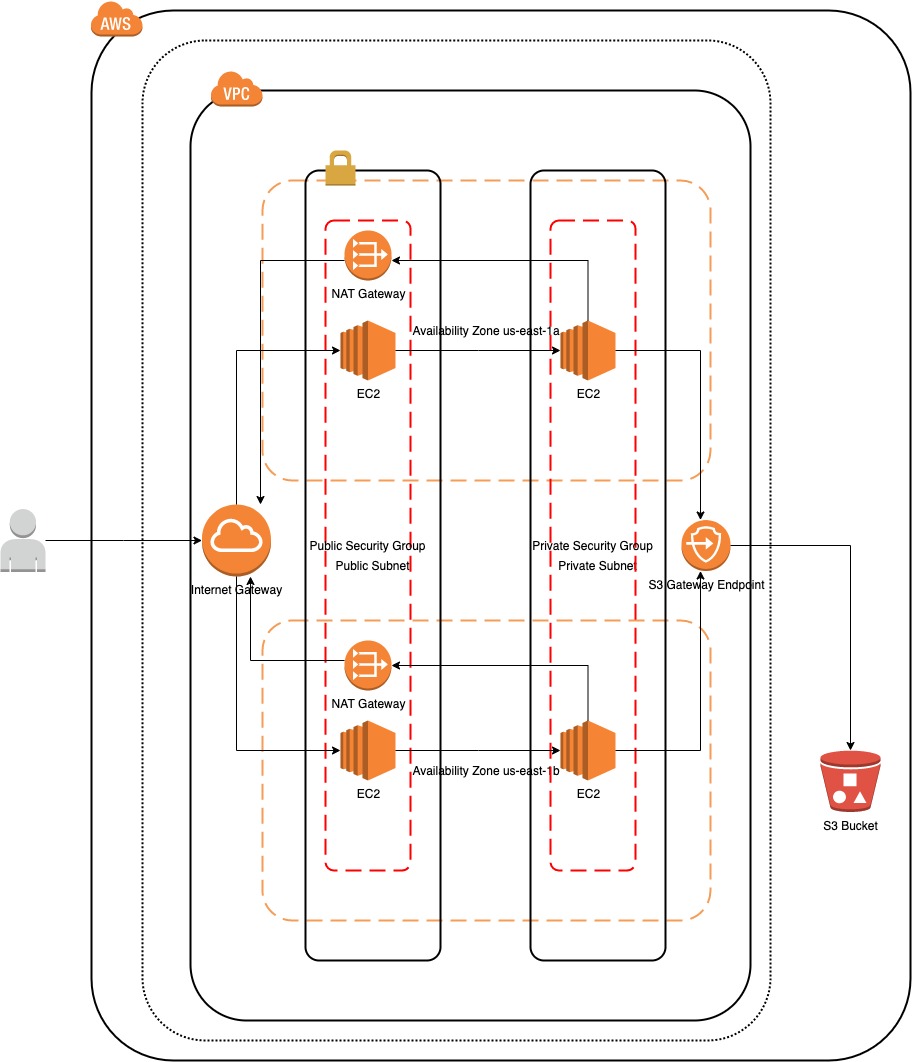 AWS
VPC
NAT Gateway
Availability Zone us-east-1a
EC2
EC2
Public Security Group
Public Subnet
Private Security Group
Private Subnet
Internet Gateway
S3 Gateway Endpoint
NAT Gateway
Availability Zone us-east-1b
EC2
EC2
S3 Bucket